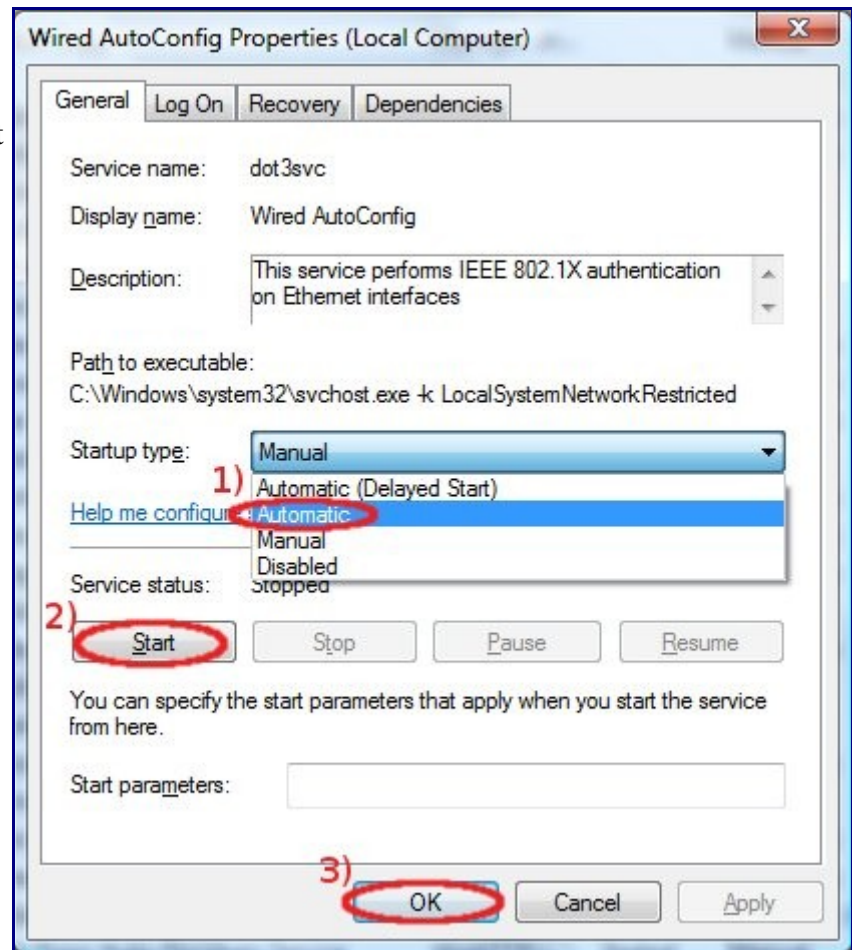 Wired AutoConfig Properties (Local Computer)
General Log On Recovery Dependencies
Service name: dot3svc
Display name: Wired AutoConfig
Description: This service performs IEEE 802.1X authentication
on Ethernet interfaces
Path to executable:
C:\Windows\system32\svchost.exe -k LocalSystemNetworkRestricted
Startup type: Manual
1) Automatic (Delayed Start)
Help me configur Automatic
Manual
Disabled
Service status: Stopped
2) Start Stop Pause Resume
You can specify the start parameters that apply when you start the service
from here.
Start parameters:
3) OK Cancel Apply